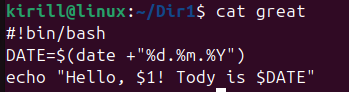 kirill@linux:~/Dir1$ cat great
#!bin/bash
DATE=$(date +"%d.%m.%Y")
echo "Hello, $1! Tody is $DATE"